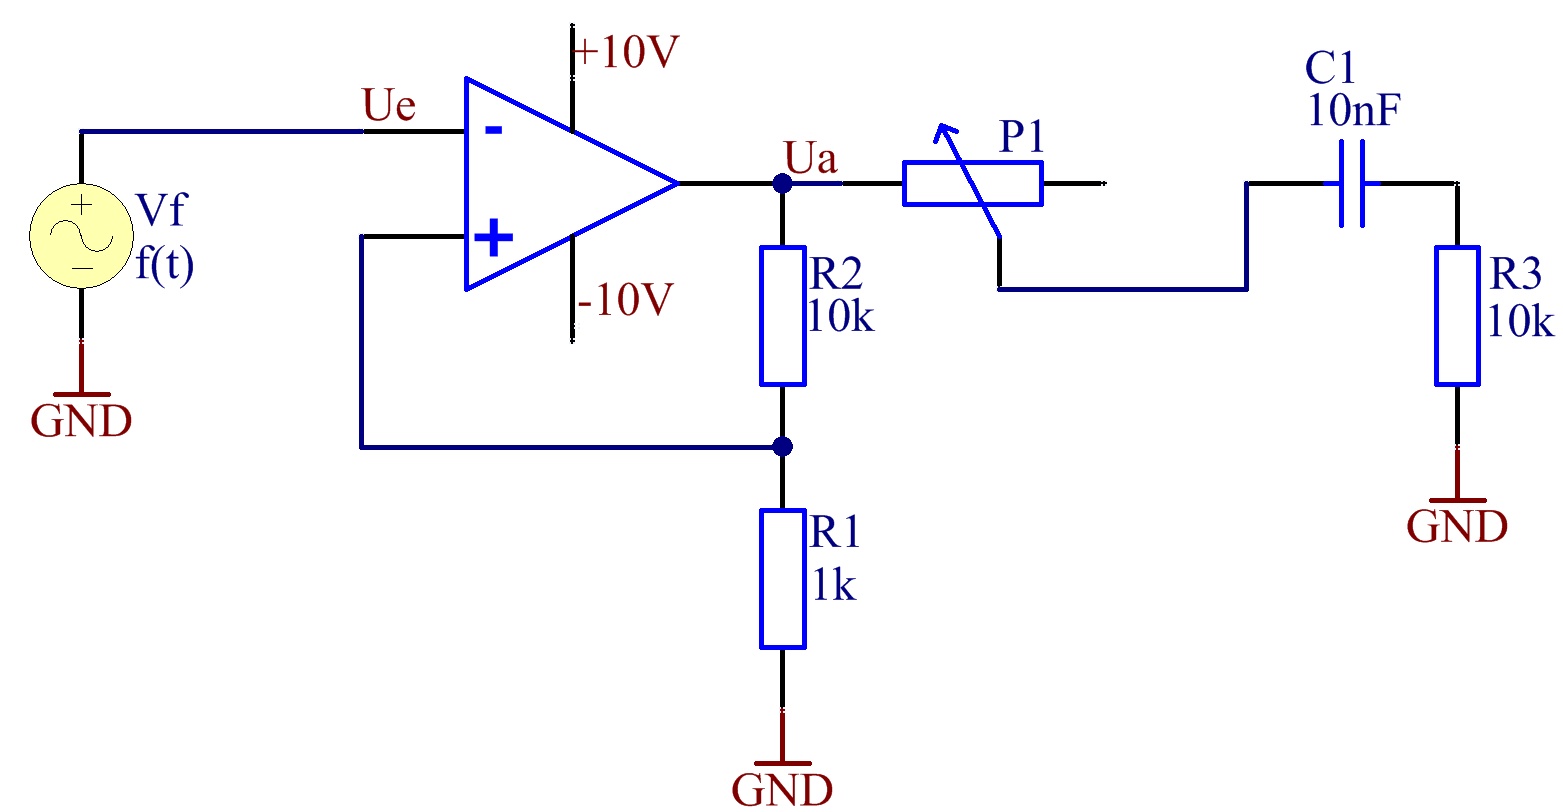 +10V
Ue
-
+
-10V
Vf
f(t)
GND
Ua
P1
C1
10nF
R2
10k
R3
10k
R1
1k
GND
GND